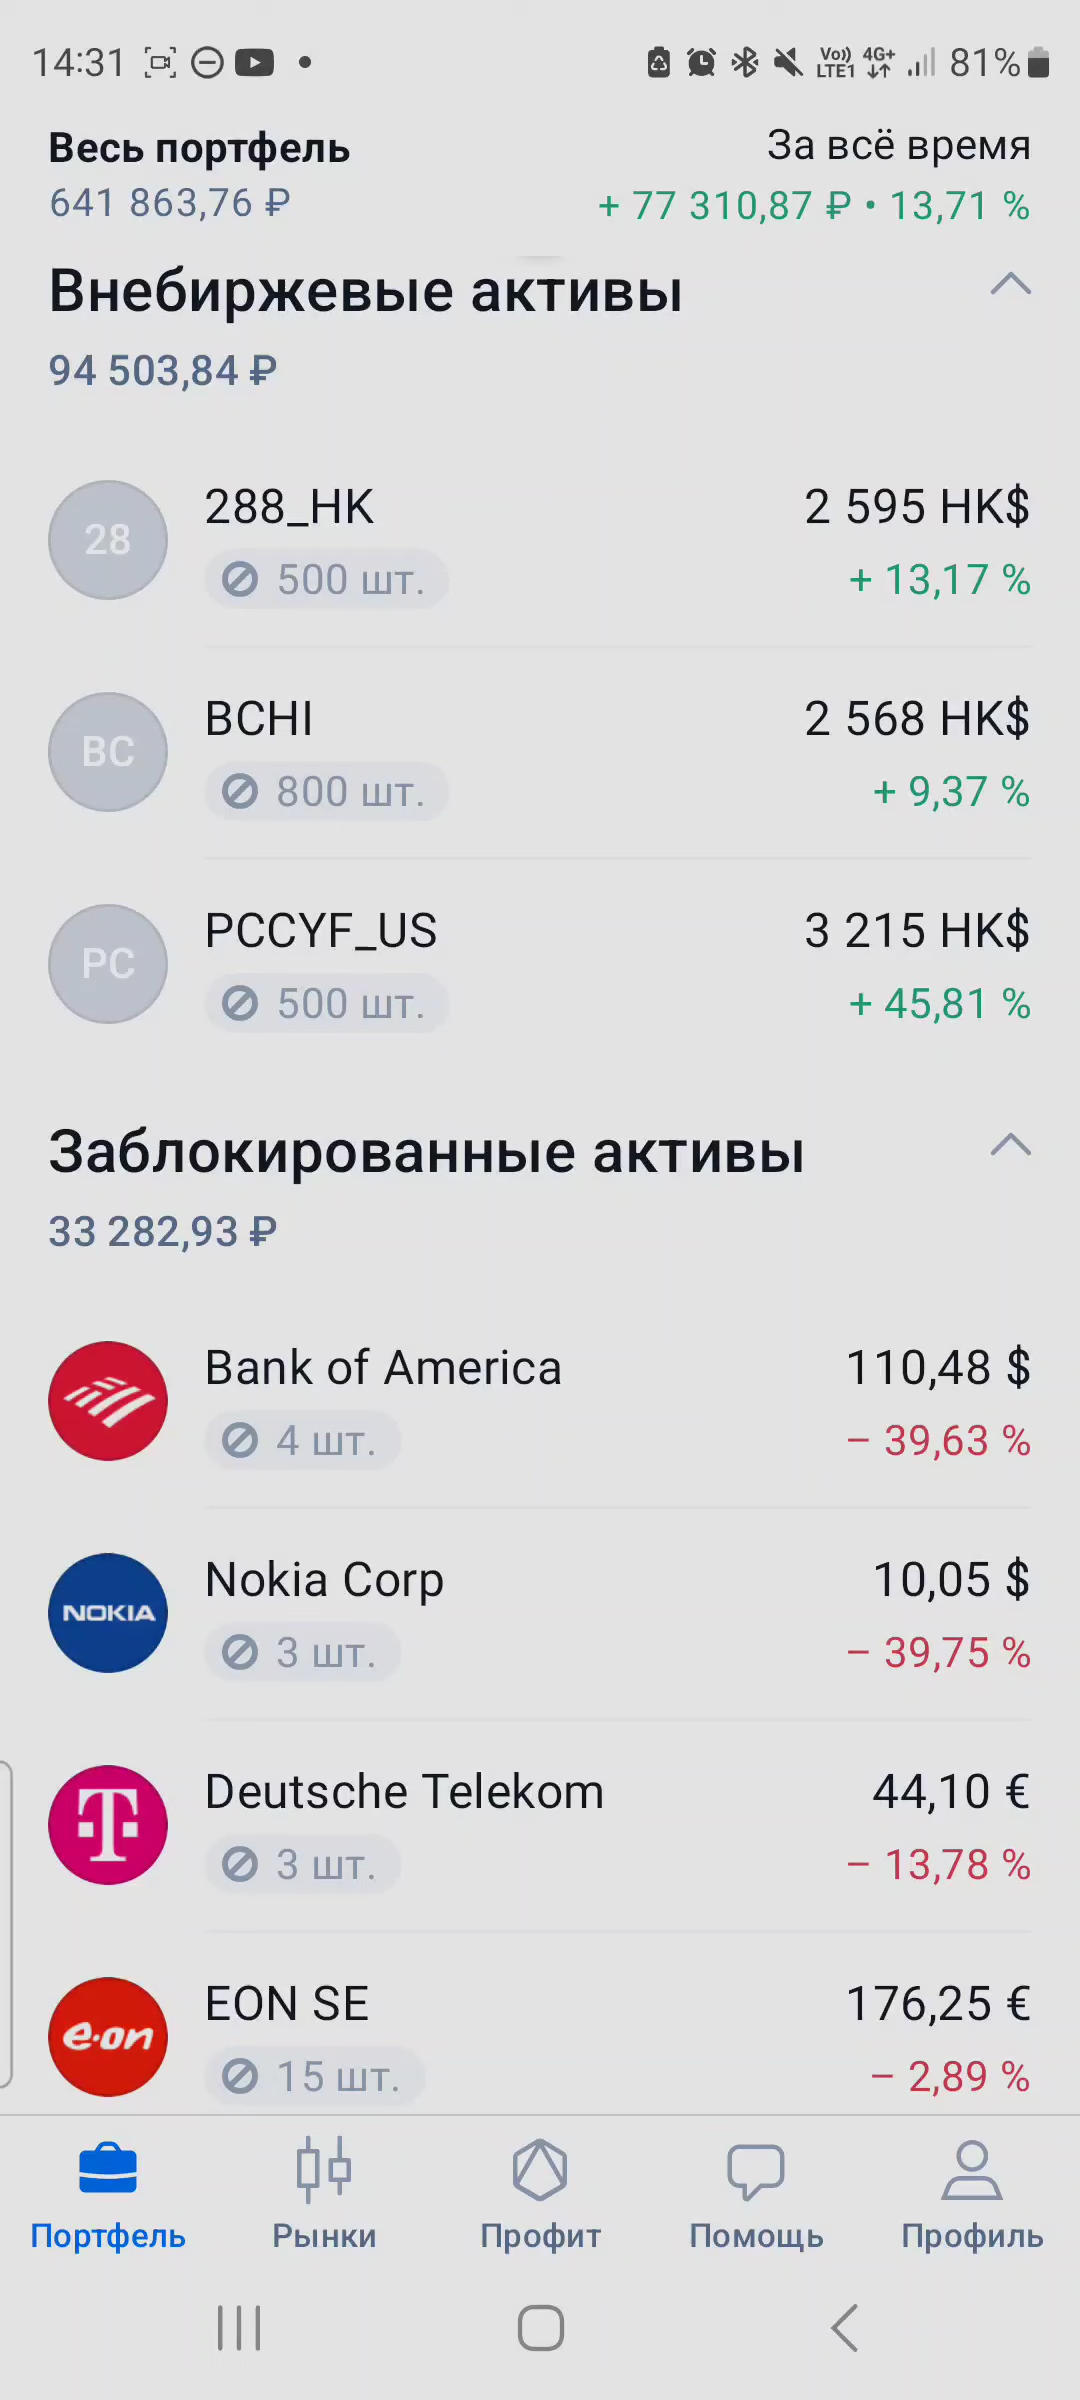 14:31 Vo)) LTE1 4G+ 81%
Весь портфель
За всё время
641 863,76 ₽
+ 77 310,87 ₽ • 13,71 %
Внебиржевые активы
94 503,84 ₽
28
288_HK
2 595 HK$
500 шт.
+ 13,17 %
BC
BCHI
2 568 HK$
800 шт.
+ 9,37 %
PC
PCCYF_US
3 215 HK$
500 шт.
+ 45,81 %
Заблокированные активы
33 282,93 ₽
Bank of America
110,48 $
4 шт.
– 39,63 %
NOKIA
Nokia Corp
10,05 $
3 шт.
– 39,75 %
T
Deutsche Telekom
44,10 €
3 шт.
– 13,78 %
e·on
EON SE
176,25 €
15 шт.
– 2,89 %
Портфель
Рынки
Профит
Помощь
Профиль